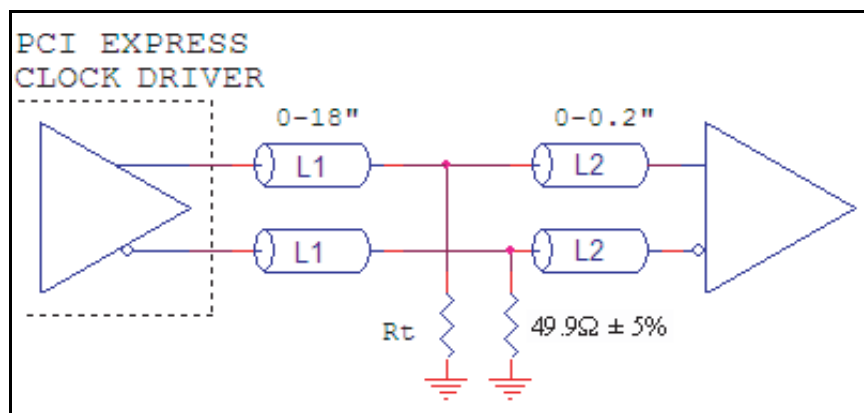 PCI EXPRESS
CLOCK DRIVER
0-18"
0-0.2"
L1
L2
L1
L2
Rt
49.9Ω ± 5%